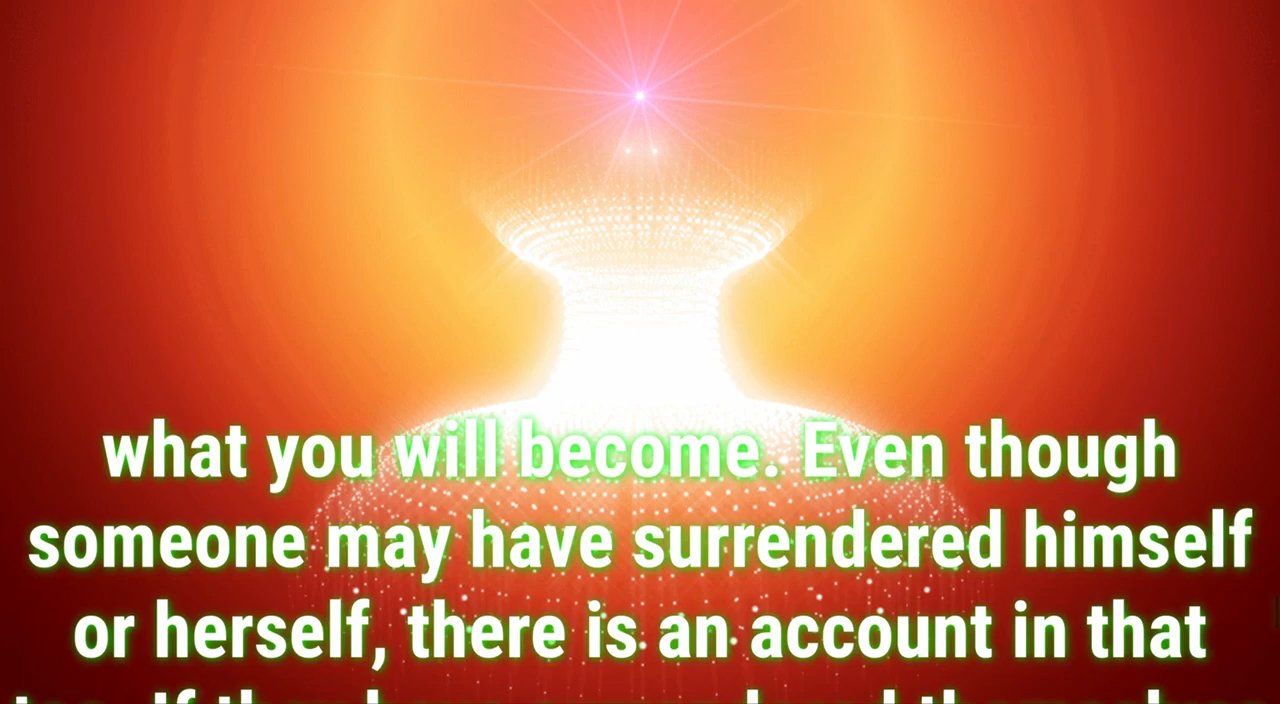 what you will become. Even though
someone may have surrendered himself
or herself, there is an account in that